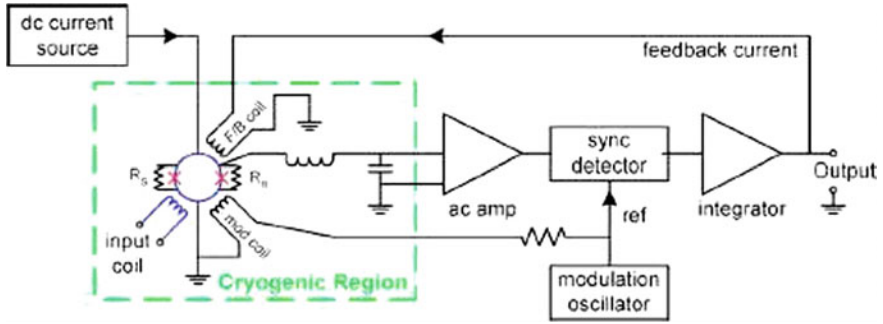 dc current
source
feedback current
F/B coil
Rs
Rn
mod coil
input
coil
Cryogenic Region
ac amp
sync
detector
ref
modulation
oscillator
integrator
Output